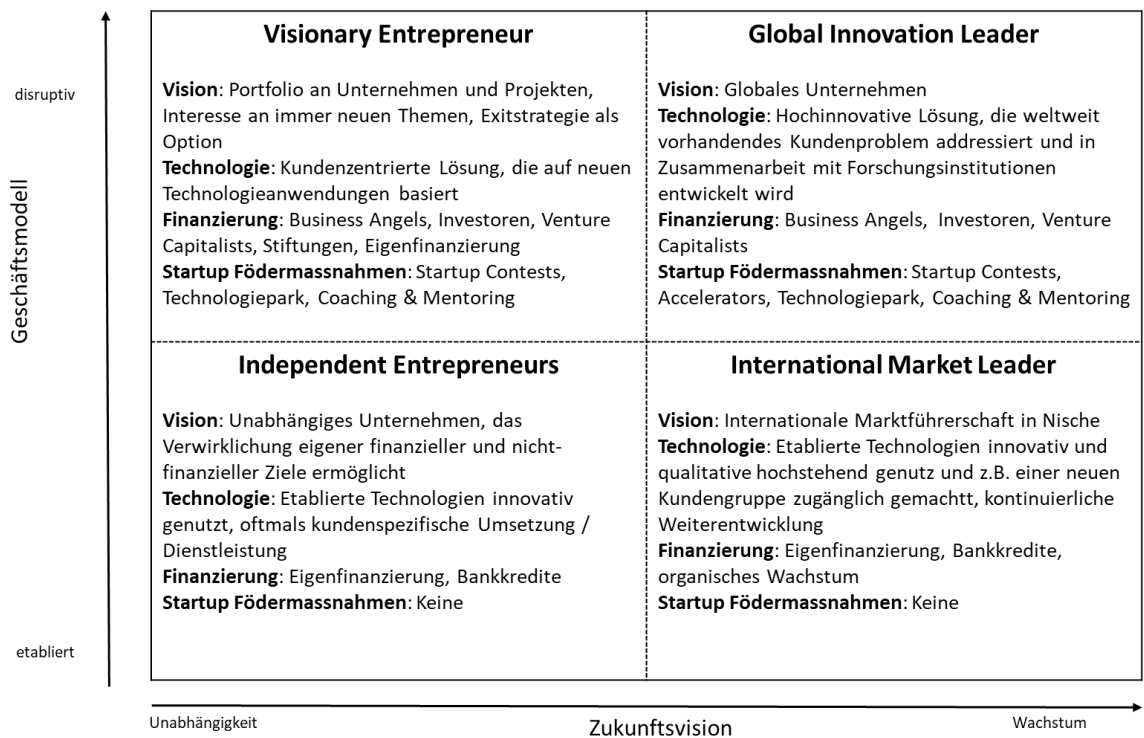 Visionary Entrepreneur
Vision: Portfolio an Unternehmen und Projekten,
Interesse an immer neuen Themen, Exitstrategie als
Option
Technologie: Kundenzentrierte Lösung, die auf neuen
Technologieanwendungen basiert
Finanzierung: Business Angels, Investoren, Venture
Capitalists, Stiftungen, Eigenfinanzierung
Startup Födermassnahmen: Startup Contests,
Technologiepark, Coaching & Mentoring
Global Innovation Leader
Vision: Globales Unternehmen
Technologie: Hochinnovative Lösung, die weltweit
vorhandendes Kundenproblem addressiert und in
Zusammenarbeit mit Forschungsinstitutionen
entwickelt wird
Finanzierung: Business Angels, Investoren, Venture
Capitalists
Startup Födermassnahmen: Startup Contests,
Accelerators, Technologiepark, Coaching & Mentoring
Independent Entrepreneurs
Vision: Unabhängiges Unternehmen, das
Verwirklichung eigener finanzieller und nicht-
finanzieller Ziele ermöglicht
Technologie: Etablierte Technologien innovativ
genutzt, oftmals kundenspezifische Umsetzung /
Dienstleistung
Finanzierung: Eigenfinanzierung, Bankkredite
Startup Födermassnahmen: Keine
International Market Leader
Vision: Internationale Marktführerschaft in Nische
Technologie: Etablierte Technologien innovativ und
qualitative hochstehend genutz und z.B. einer neuen
Kundengruppe zugänglich gemachtt, kontinuierliche
Weiterentwicklung
Finanzierung: Eigenfinanzierung, Bankkredite,
organisches Wachstum
Startup Födermassnahmen: Keine
disruptiv
Geschäftsmodell
etabliert
Unabhängigkeit
Zukunftsvision
Wachstum